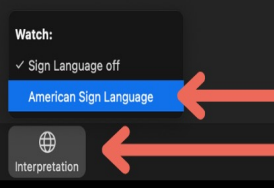 Watch:
✓ Sign Language off
American Sign Language
Interpretation